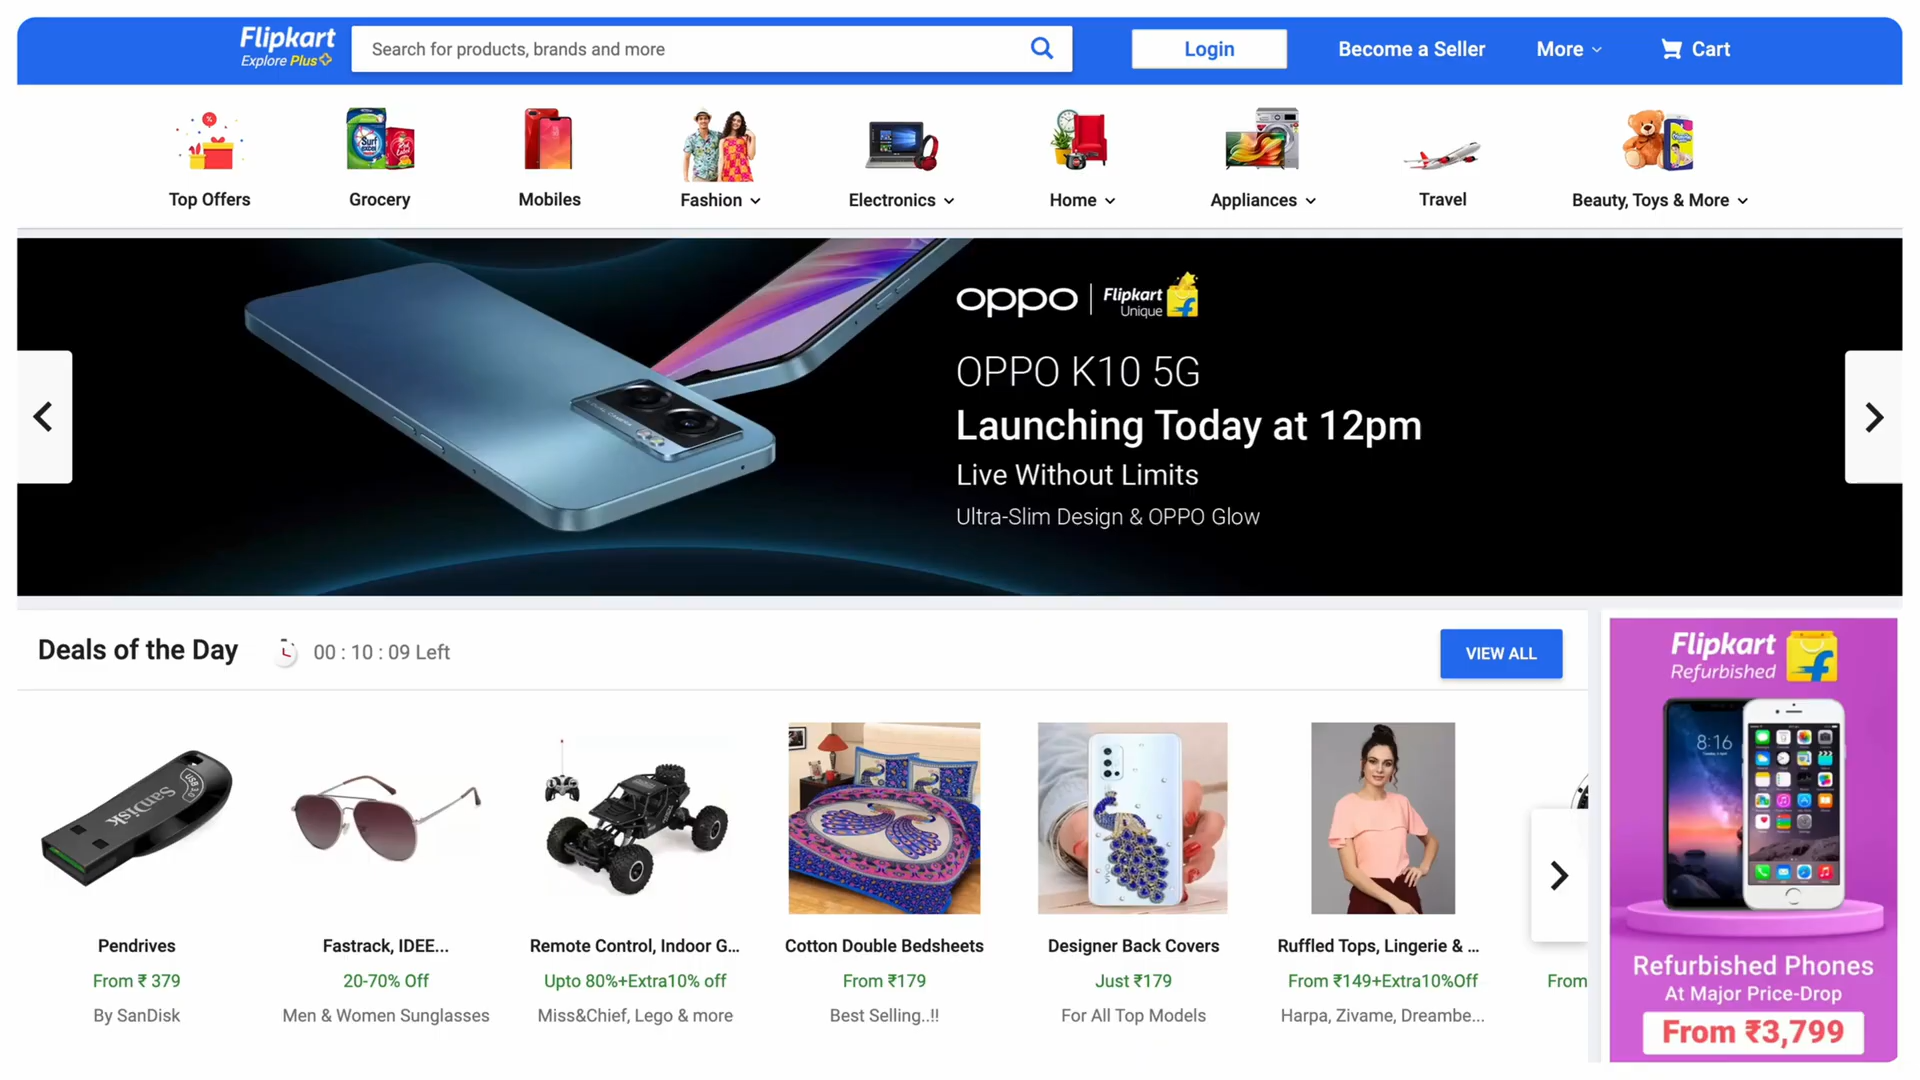 Flipkart
Explore Plus
Search for products, brands and more
Login
Become a Seller
More
Cart
Top Offers
Grocery
Mobiles
Fashion
Electronics
Home
Appliances
Travel
Beauty, Toys & More
oppo
Flipkart
Unique
OPPO K10 5G
Launching Today at 12pm
Live Without Limits
Ultra-Slim Design & OPPO Glow
Deals of the Day
00 : 10 : 09 Left
VIEW ALL
SanDisk
USB 3.0
Pendrives
From ₹ 379
By SanDisk
Fastrack, IDEE...
20-70% Off
Men & Women Sunglasses
Remote Control, Indoor G...
Upto 80%+Extra10% off
Miss&Chief, Lego & more
Cotton Double Bedsheets
From ₹179
Best Selling..!!
Designer Back Covers
Just ₹179
For All Top Models
Ruffled Tops, Lingerie & ...
From ₹149+Extra10%Off
Harpa, Zivame, Dreambe...
From
Flipkart
Refurbished
8:16
Refurbished Phones
At Major Price-Drop
From ₹3,799